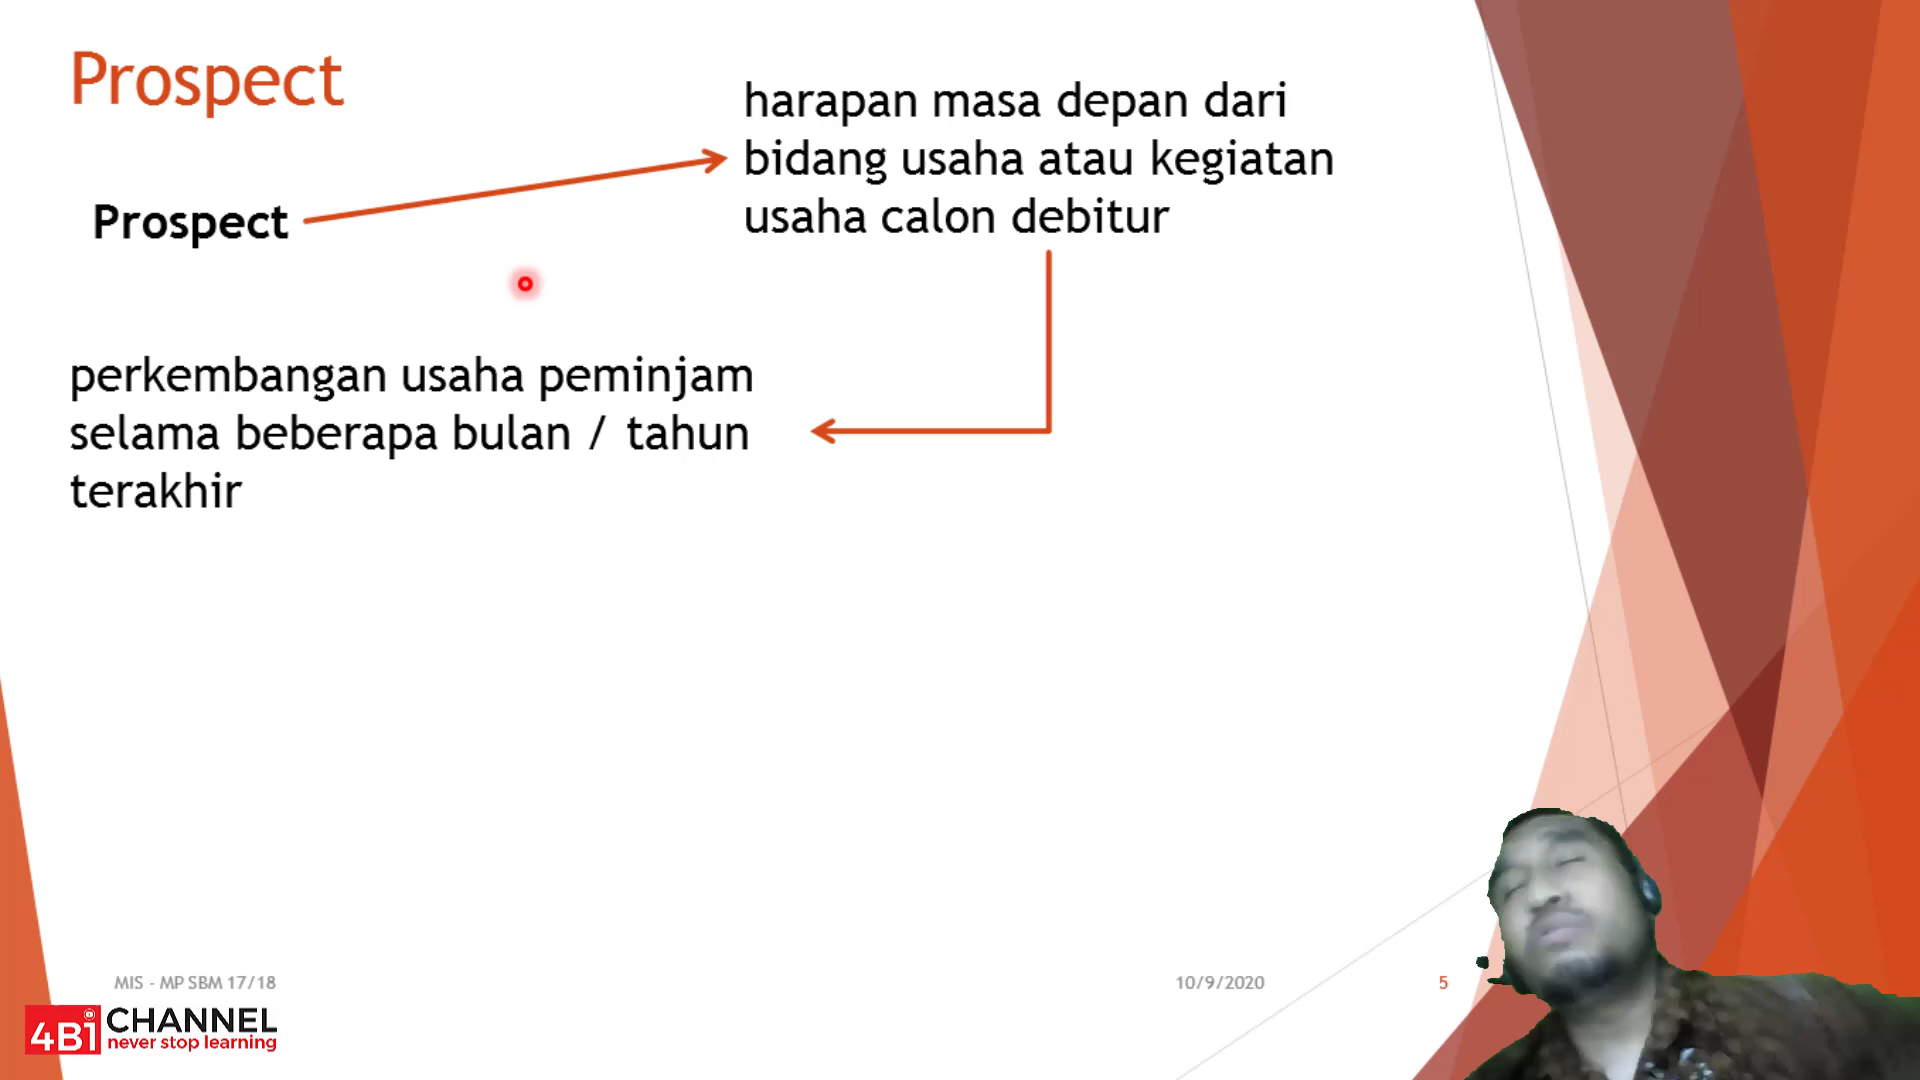 Prospect
harapan masa depan dari
bidang usaha atau kegiatan
usaha calon debitur
Prospect
perkembangan usaha peminjam
selama beberapa bulan / tahun
terakhir
MIS - MP SBM 17/18
10/9/2020
5
4Bi CHANNEL
never stop learning